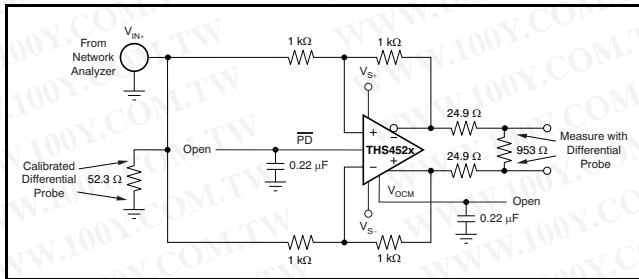 V_IN+
From
Network
Analyzer
1 kΩ
1 kΩ
V_S+
Calibrated
Differential
Probe
52.3 Ω
Open
PD
0.22 μF
+
−
THS452x
−
+
24.9 Ω
24.9 Ω
953 Ω
Measure with
Differential
Probe
V_OCM
Open
0.22 μF
V_S−
1 kΩ
1 kΩ
WWW.100Y.COM.TW